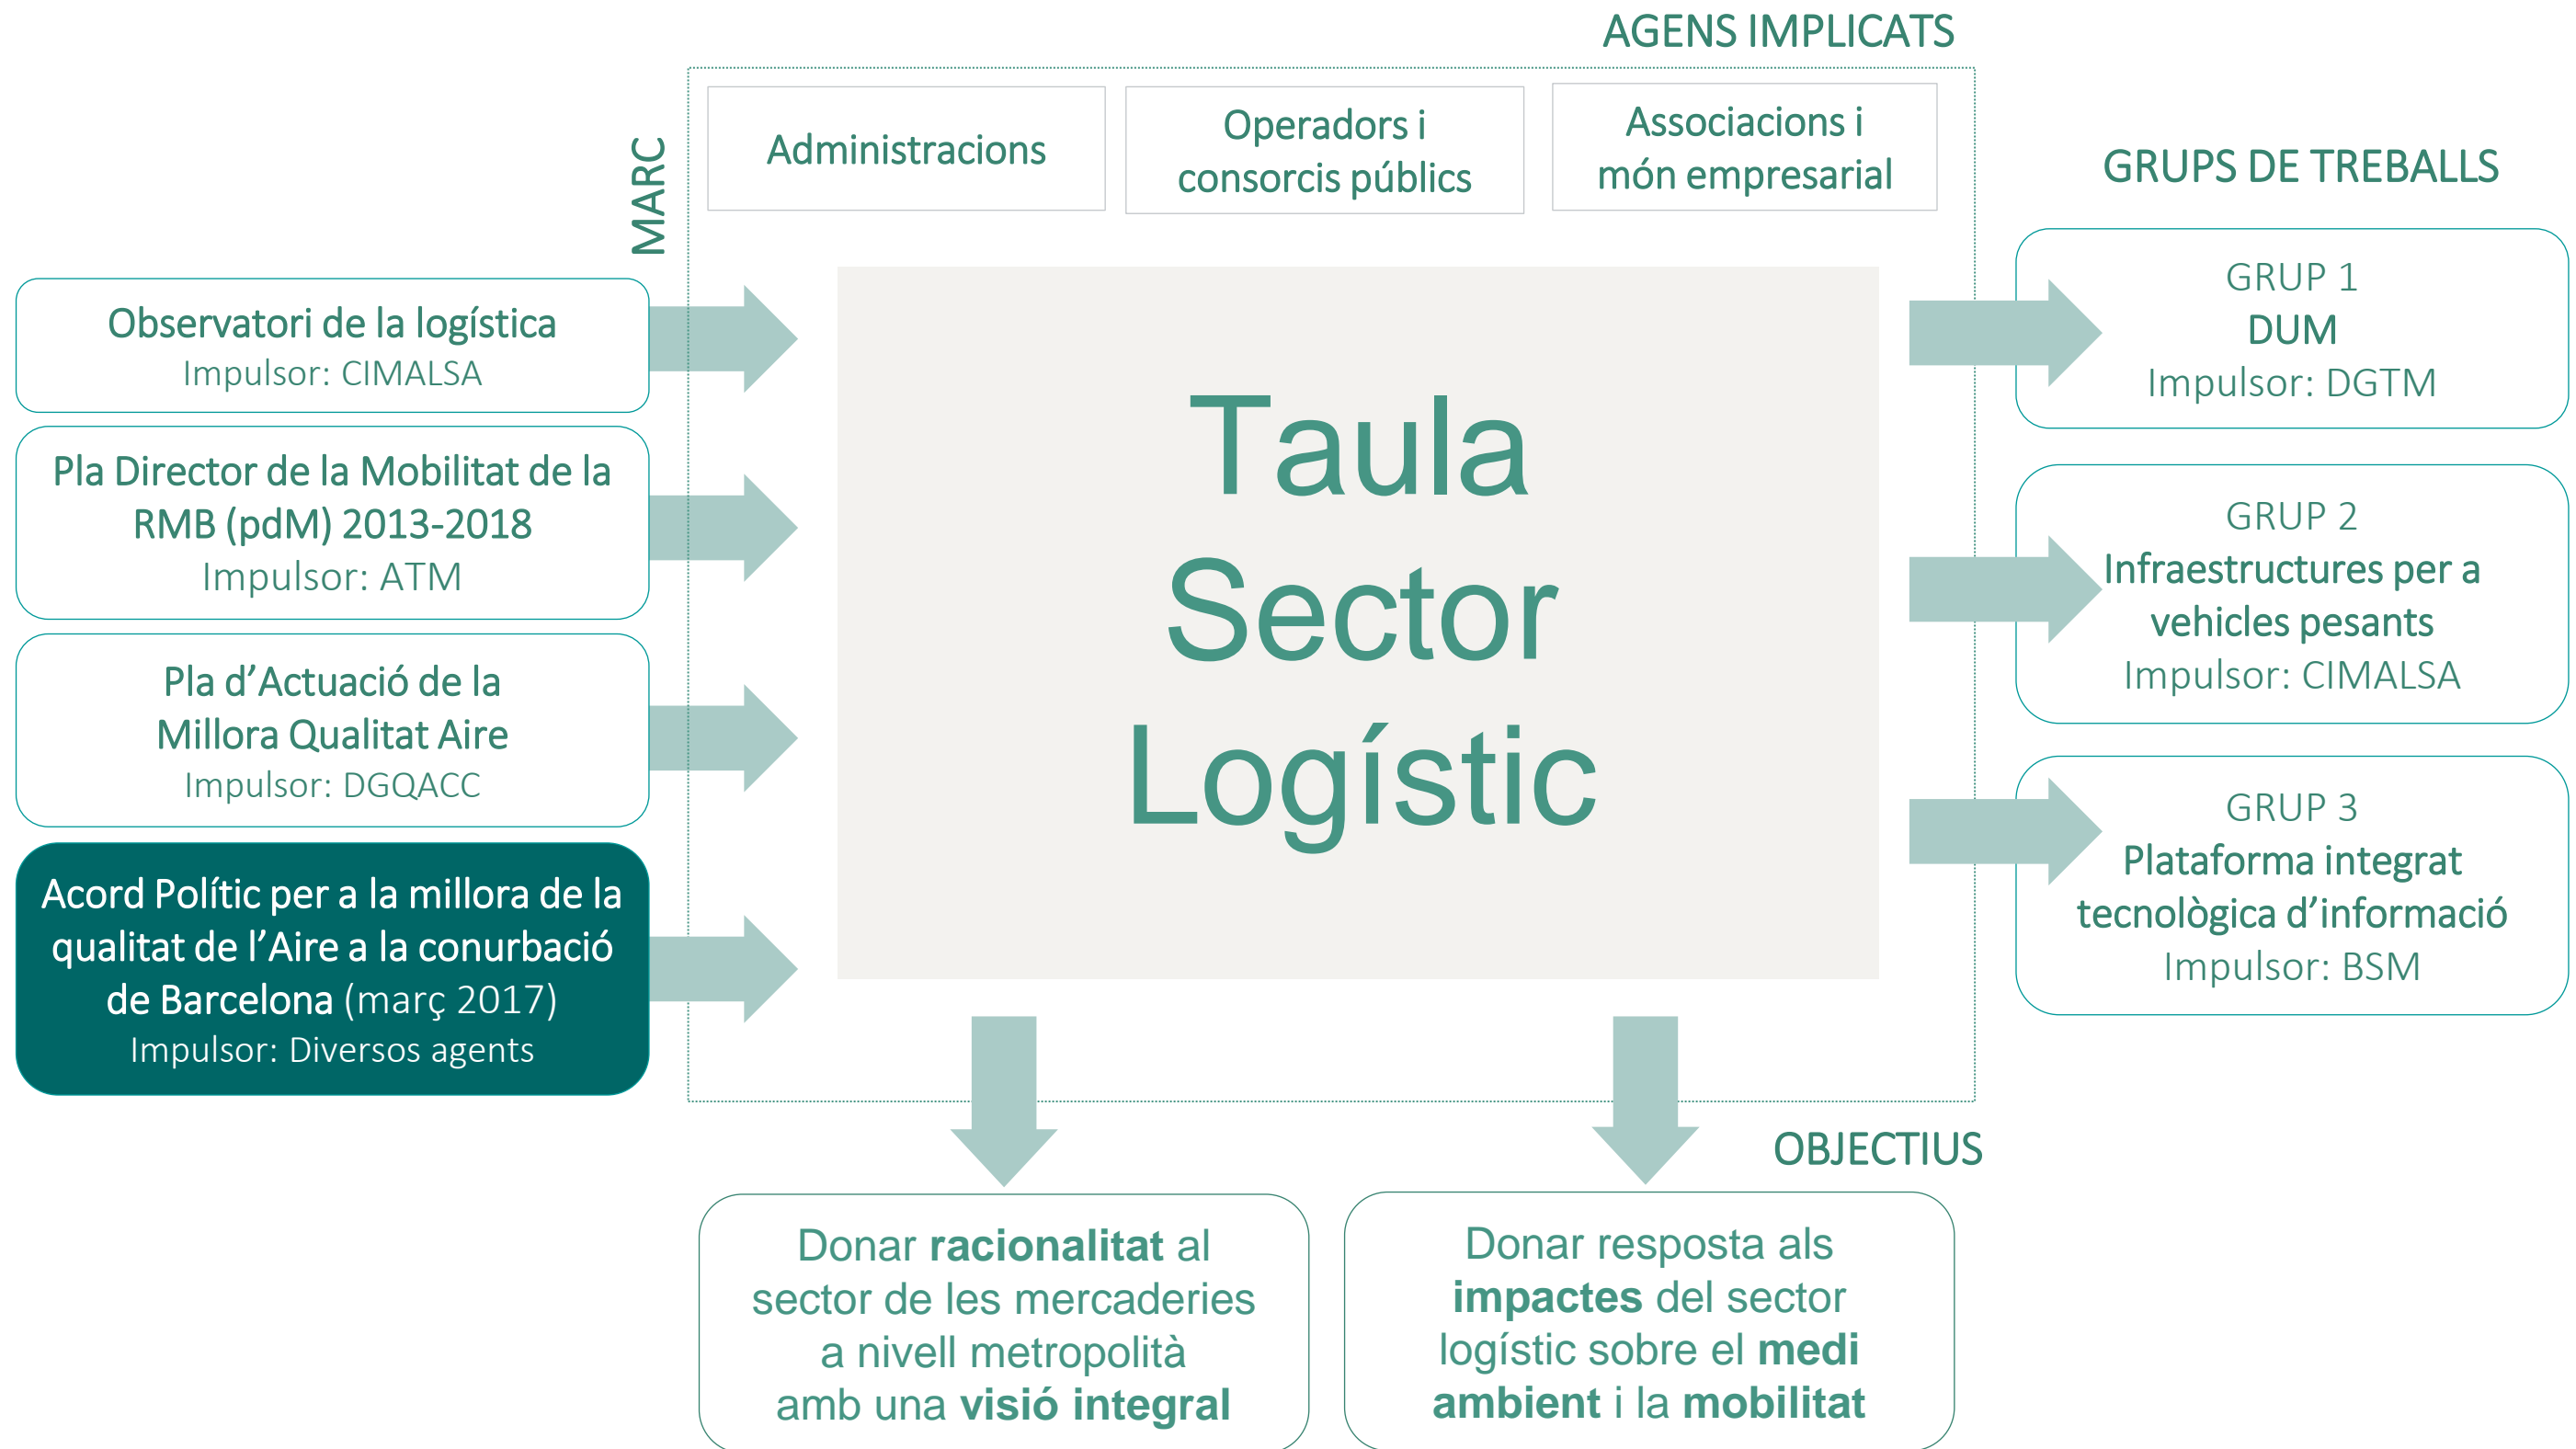 AGENS IMPLICATS
Administracions
Operadors i
consorcis públics
Associacions i
món empresarial
MARC
Observatori de la logística
Impulsor: CIMALSA
Pla Director de la Mobilitat de la
RMB (pdM) 2013-2018
Impulsor: ATM
Pla d’Actuació de la
Millora Qualitat Aire
Impulsor: DGQACC
Acord Polític per a la millora de la
qualitat de l’Aire a la conurbació
de Barcelona (març 2017)
Impulsor: Diversos agents
Taula
Sector
Logístic
GRUPS DE TREBALLS
GRUP 1
DUM
Impulsor: DGTM
GRUP 2
Infraestructures per a
vehicles pesants
Impulsor: CIMALSA
GRUP 3
Plataforma integrat
tecnològica d’informació
Impulsor: BSM
OBJECTIUS
Donar racionalitat al
sector de les mercaderies
a nivell metropolità
amb una visió integral
Donar resposta als
impactes del sector
logístic sobre el medi
ambient i la mobilitat